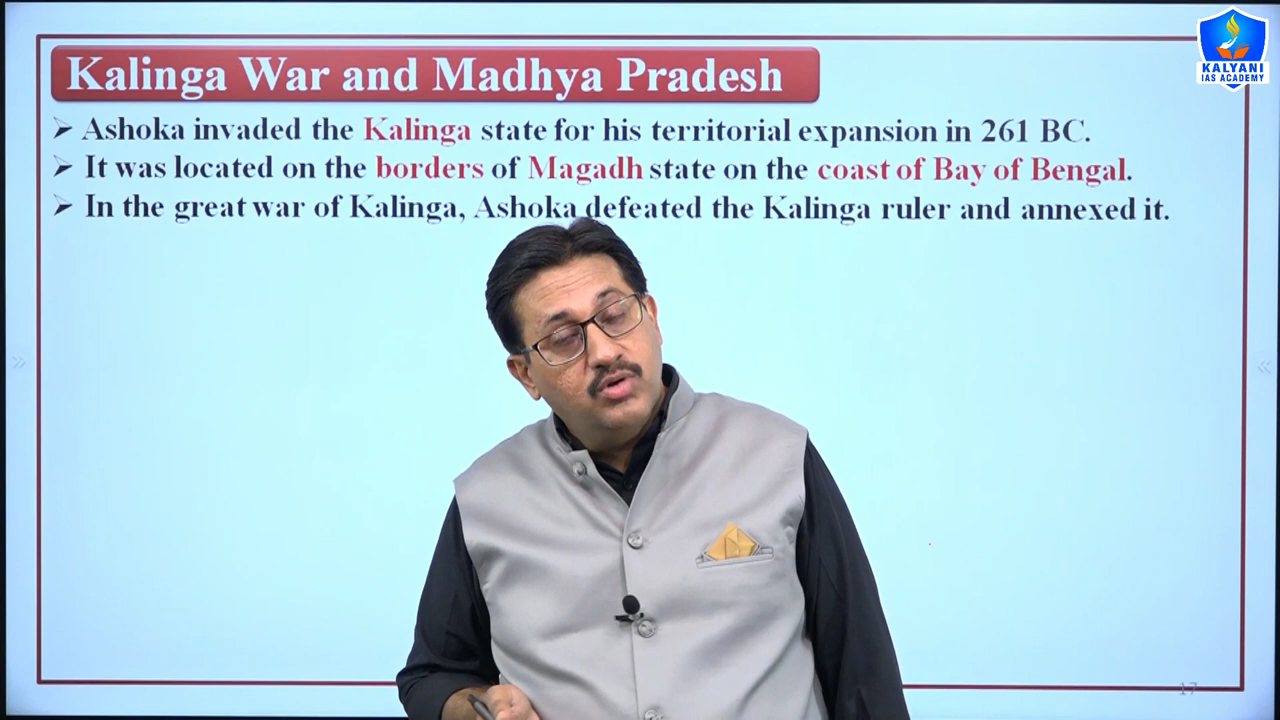 KALYANI
IAS ACADEMY
Kalinga War and Madhya Pradesh
➢ Ashoka invaded the Kalinga state for his territorial expansion in 261 BC.
➢ It was located on the borders of Magadh state on the coast of Bay of Bengal.
➢ In the great war of Kalinga, Ashoka defeated the Kalinga ruler and annexed it.
17